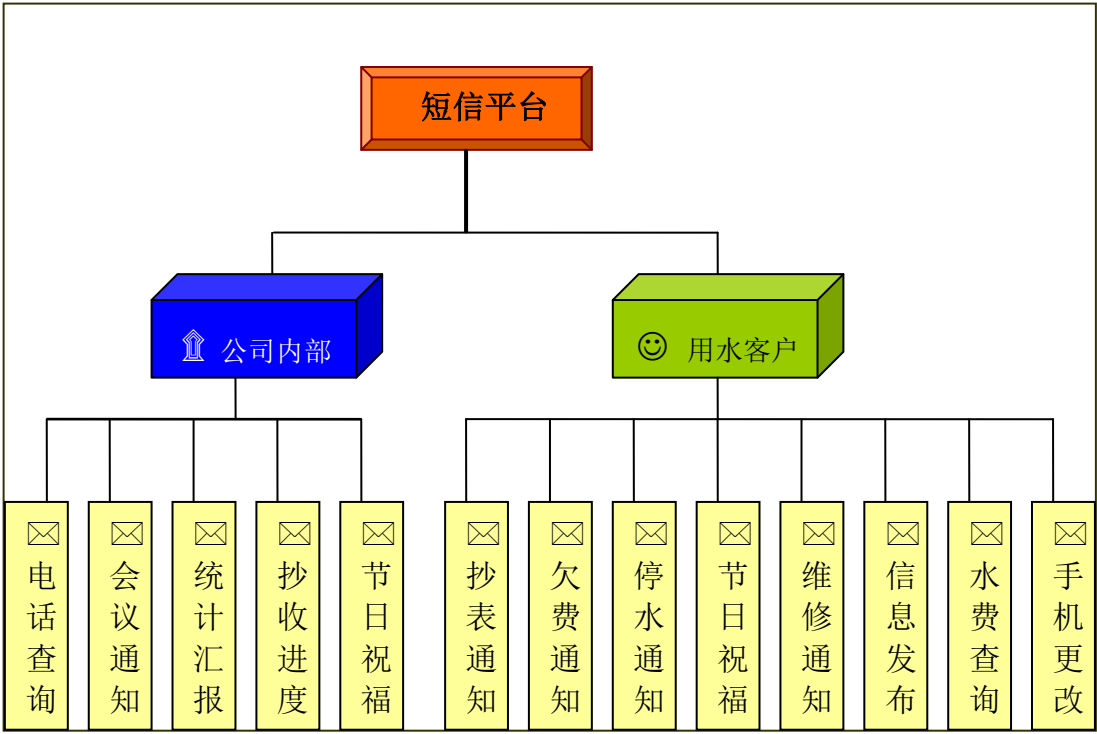 短信平台
公司内部
用水客户
电话查询
会议通知
统计汇报
抄收进度
节日祝福
抄表通知
欠费通知
停水通知
节日祝福
维修通知
信息发布
水费查询
手机更改